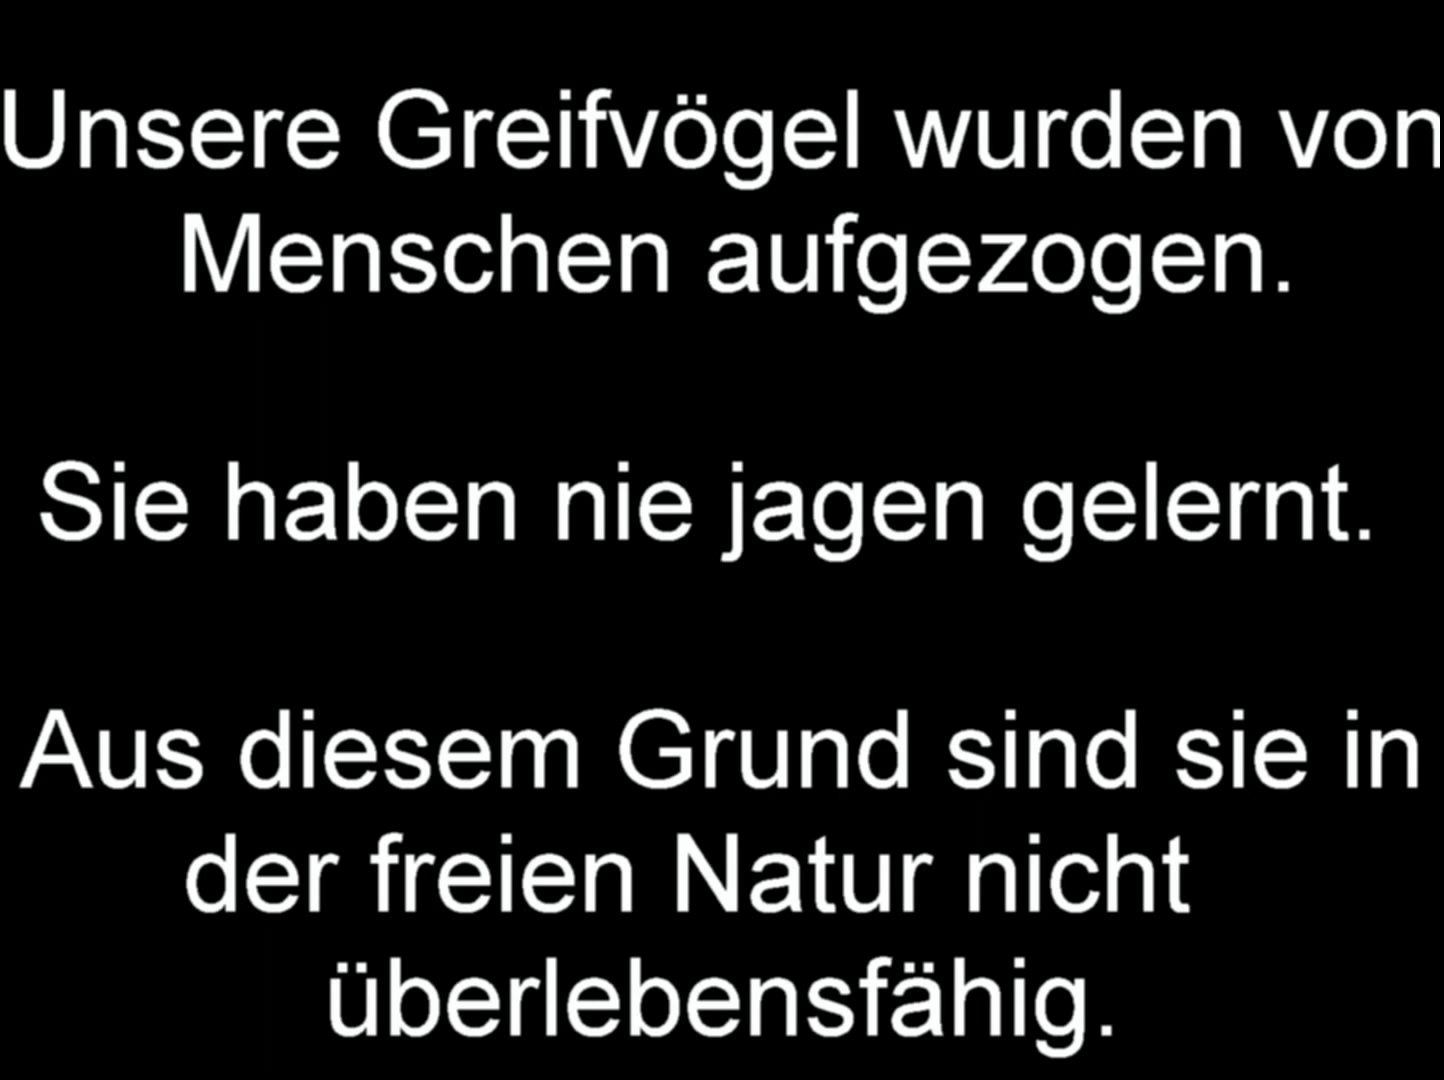 Unsere Greifvögel wurden von
Menschen aufgezogen.
Sie haben nie jagen gelernt.
Aus diesem Grund sind sie in
der freien Natur nicht
überlebensfähig.